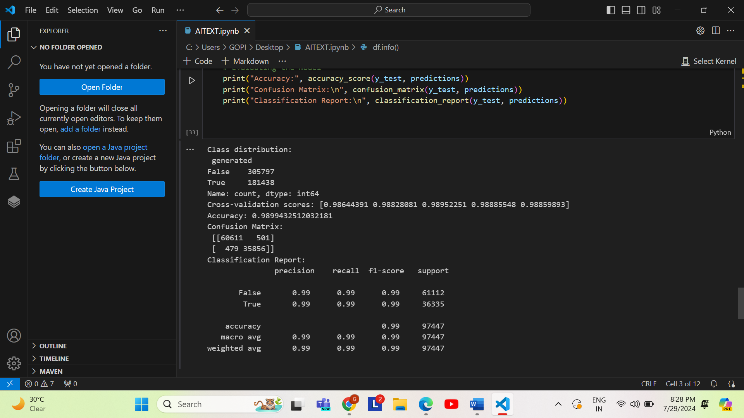 File Edit Selection View Go Run ··· Search
EXPLORER ··· AITEXT.ipynb
NO FOLDER OPENED
C: > Users > GOPI > Desktop > AITEXT.ipynb > df.info()
+ Code + Markdown ··· Select Kernel
You have not yet opened a folder.
Open Folder
Opening a folder will close all
currently open editors. To keep them
open, add a folder instead.
You can also open a Java project
folder, or create a new Java project
by clicking the button below.
Create Java Project
OUTLINE
TIMELINE
MAVEN
print("Accuracy:", accuracy_score(y_test, predictions))
print("Confusion Matrix:\n", confusion_matrix(y_test, predictions))
print("Classification Report:\n", classification_report(y_test, predictions))
Python
Class distribution:
generated
False 305797
True 181438
Name: count, dtype: int64
Cross-validation scores: [0.98644391 0.98828081 0.98952251 0.98885548 0.98859893]
Accuracy: 0.9899432512032181
Confusion Matrix:
[[60611 501]
[ 479 35856]]
Classification Report:
precision recall f1-score support
False 0.99 0.99 0.99 61112
True 0.99 0.99 0.99 36335
accuracy 0.99 97447
macro avg 0.99 0.99 0.99 97447
weighted avg 0.99 0.99 0.99 97447
0 7 0 CRLF Cell 3 of 12
30°C
Clear
Search
ENG
IN
8:28 PM
7/29/2024